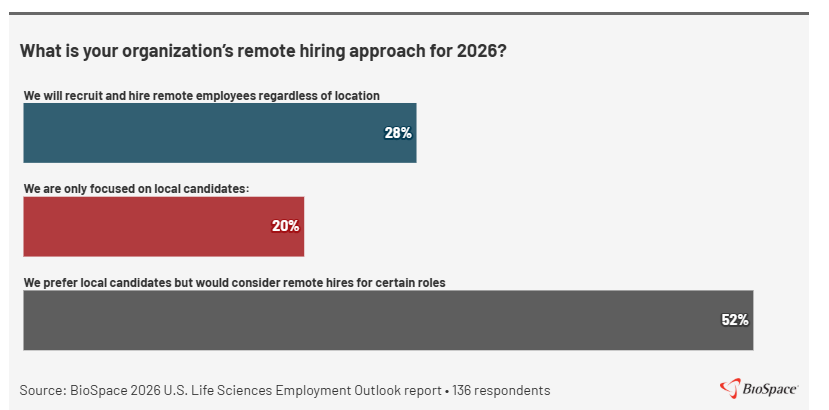 What is your organization's remote hiring approach for 2026?
We will recruit and hire remote employees regardless of location
28%
We are only focused on local candidates:
20%
We prefer local candidates but would consider remote hires for certain roles
52%
Source: BioSpace 2026 U.S. Life Sciences Employment Outlook report • 136 respondents
BioSpace